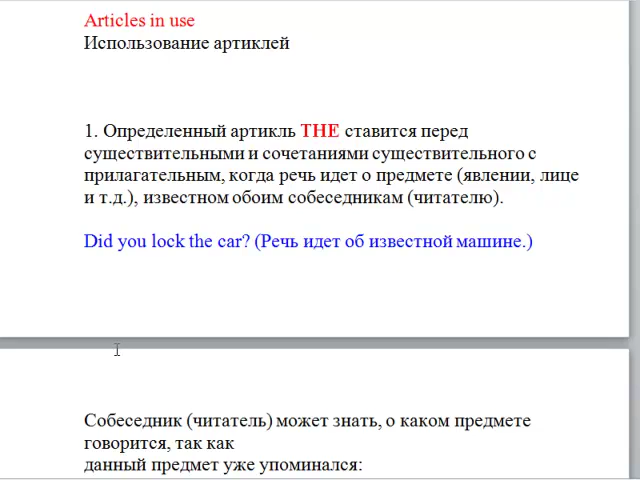 Articles in use
Использование артиклей
1. Определенный артикль THE ставится перед
существительными и сочетаниями существительного с
прилагательным, когда речь идет о предмете (явлении, лице
и т.д.), известном обоим собеседникам (читателю).
Did you lock the car? (Речь идет об известной машине.)
Собеседник (читатель) может знать, о каком предмете
говорится, так как
данный предмет уже упоминался: